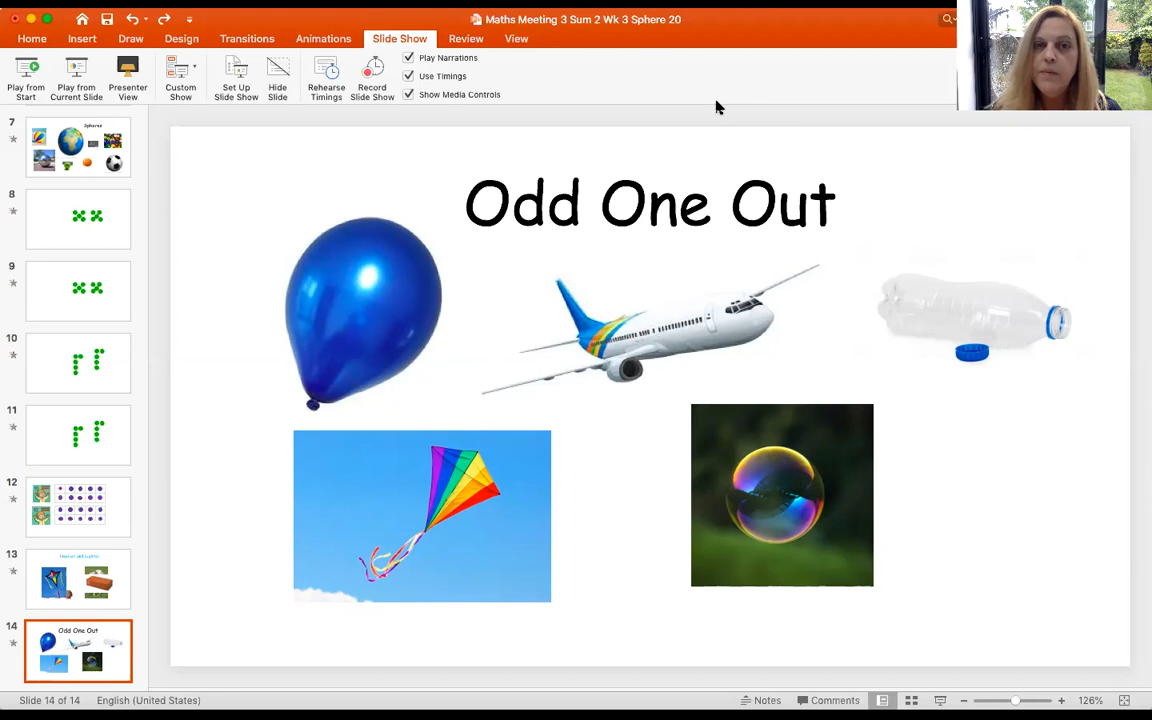 Maths Meeting 3 Sum 2 Wk 3 Sphere 20
Home Insert Draw Design Transitions Animations Slide Show Review View
Play from Start
Play from Current Slide
Presenter View
Custom Show
Set Up Slide Show
Hide Slide
Rehearse Timings
Record Slide Show
Play Narrations
Use Timings
Show Media Controls
7
Spheres
8
9
10
11
12
13
14
Odd One Out
Odd One Out
Slide 14 of 14 English (United States)
Notes Comments 126%